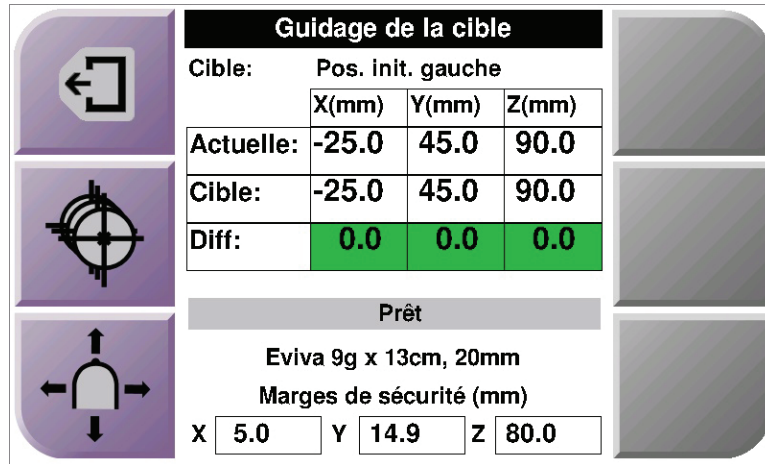 Guidage de la cible
Cible: Pos. init. gauche
X(mm) Y(mm) Z(mm)
Actuelle: -25.0 45.0 90.0
Cible: -25.0 45.0 90.0
Diff: 0.0 0.0 0.0
Prêt
Eviva 9g x 13cm, 20mm
Marges de sécurité (mm)
X 5.0 Y 14.9 Z 80.0